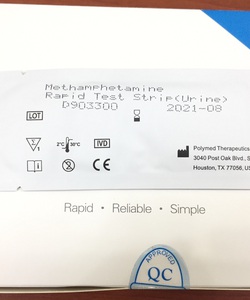 Methamphetamine
Rapid Test Strip(Urine)
LOT D903300 2021-08
2°C 30°C IVD
Polymed Therapeutics
3040 Post Oak Blvd., S
Houston, TX 77056, US
Rapid • Reliable • Simple
APPROVED
QC